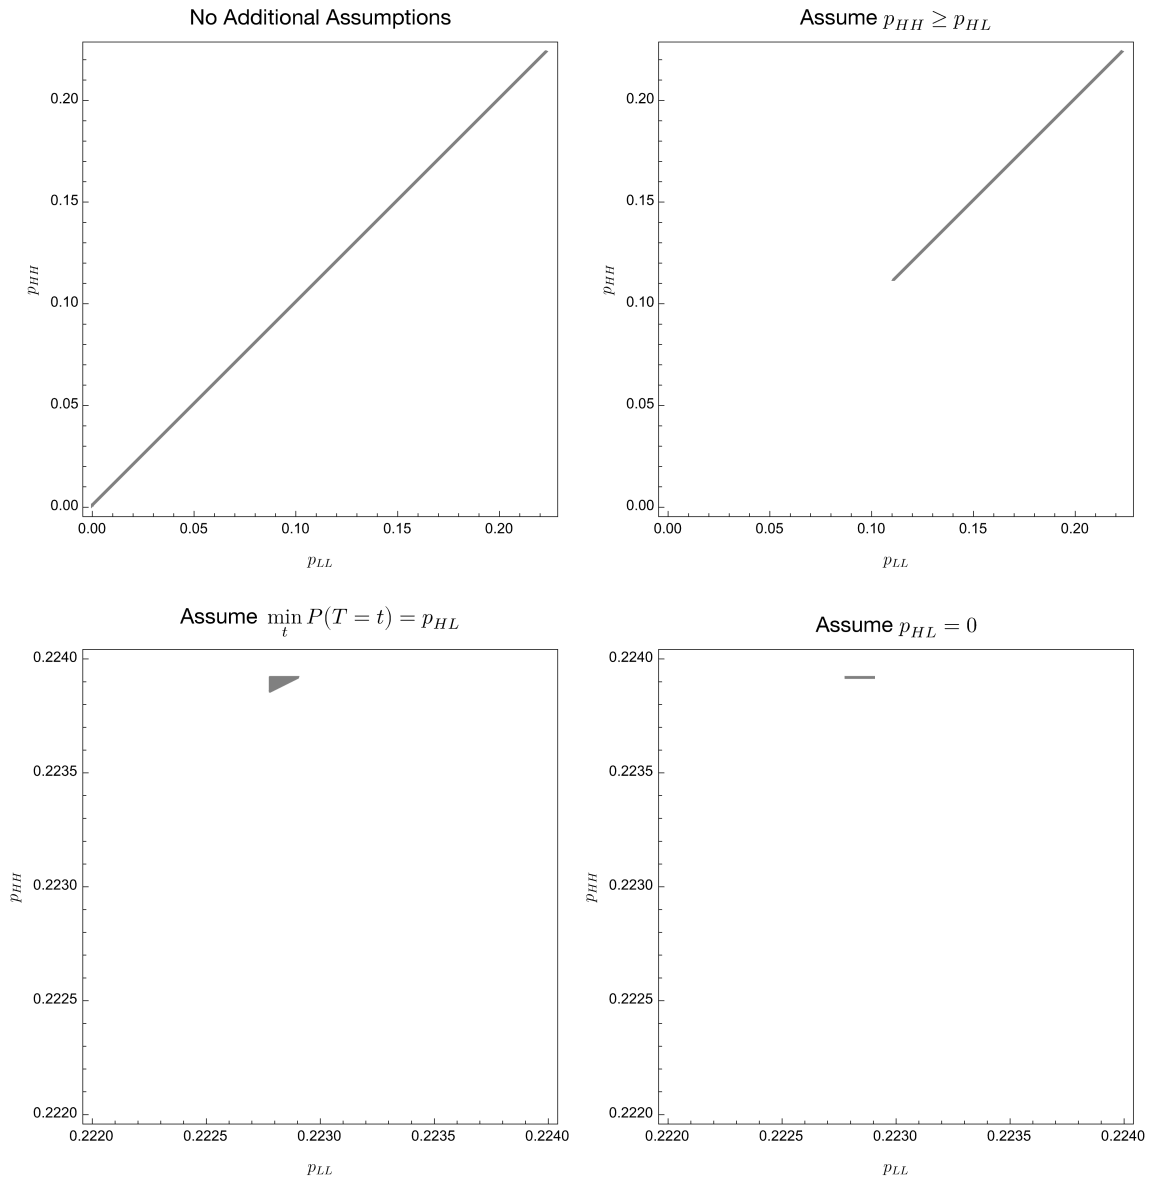 No Additional Assumptions
0.20
0.15
0.10
0.05
0.00
p_HH
0.00 0.05 0.10 0.15 0.20
p_LL
Assume p_HH ≥ p_HL
0.20
0.15
0.10
0.05
0.00
p_HH
0.00 0.05 0.10 0.15 0.20
p_LL
Assume min_t P(T = t) = p_HL
0.2240
0.2235
0.2230
0.2225
0.2220
p_HH
0.2220 0.2225 0.2230 0.2235 0.2240
p_LL
Assume p_HL = 0
0.2240
0.2235
0.2230
0.2225
0.2220
p_HH
0.2220 0.2225 0.2230 0.2235 0.2240
p_LL